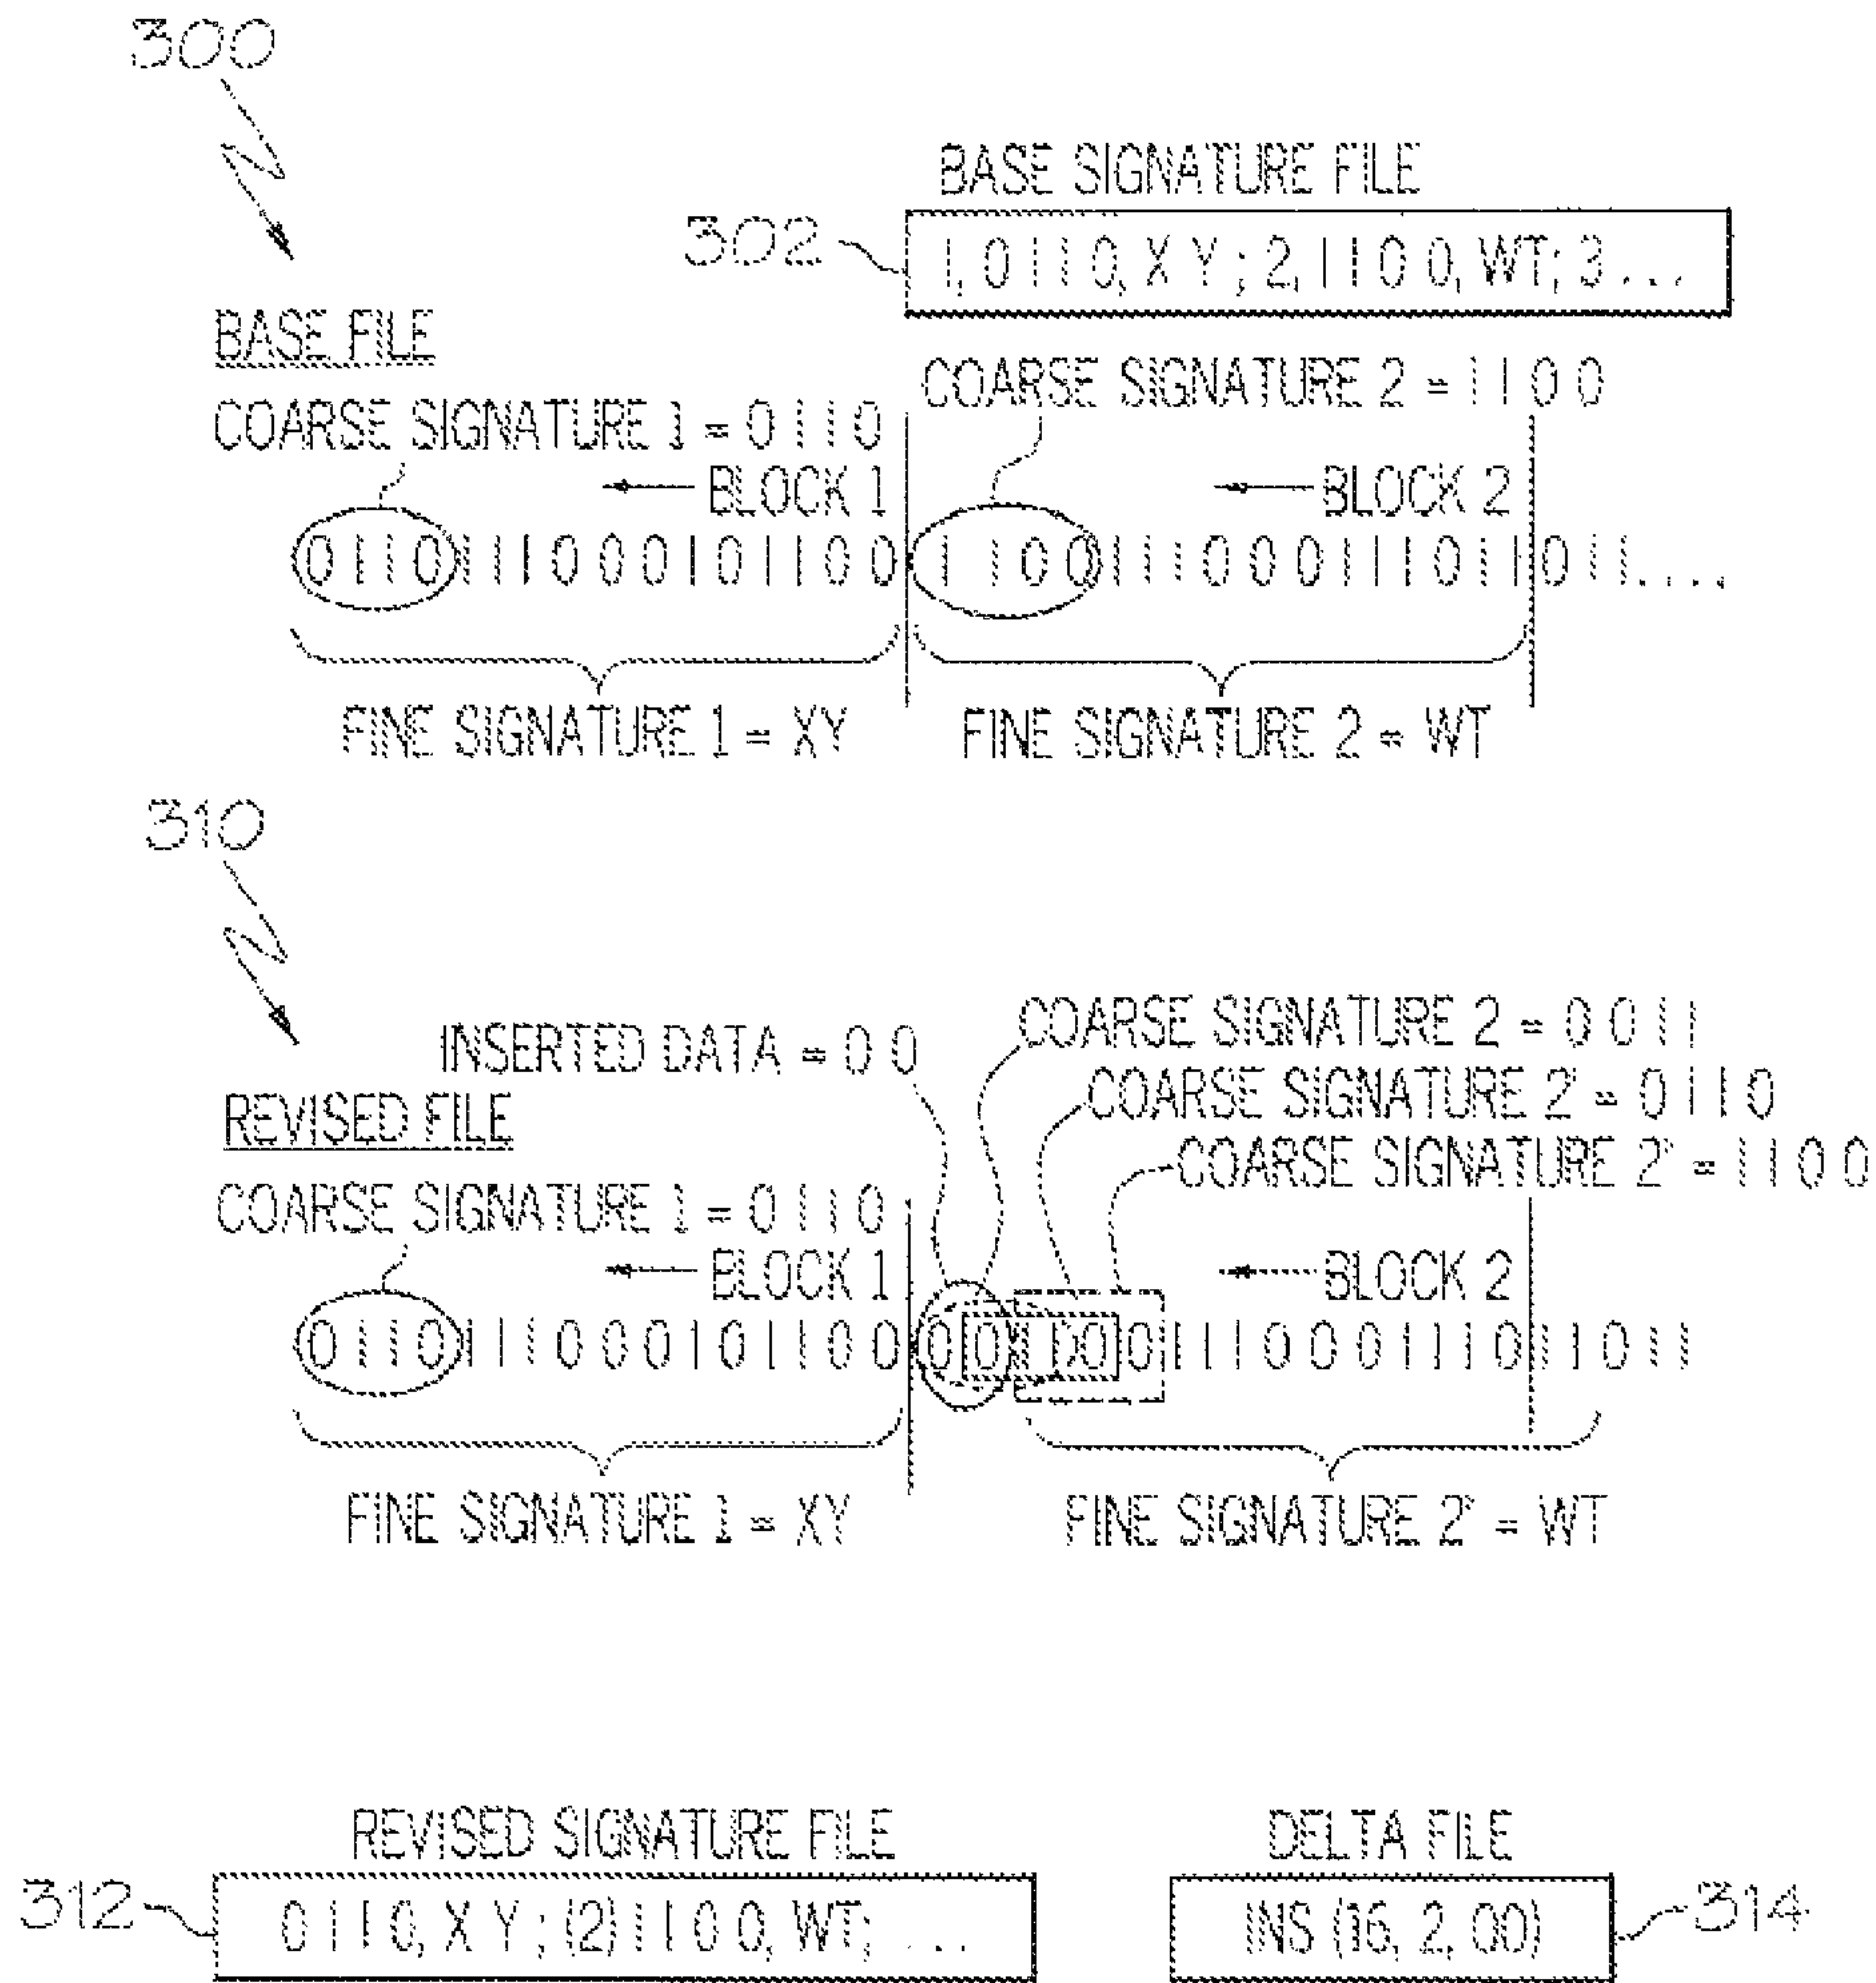 300
BASE SIGNATURE FILE
302
1, 0 1 1 0, X Y ; 2, 1 1 0 0, WT; 3 ...
BASE FILE
COARSE SIGNATURE 2 = 1 1 0 0
COARSE SIGNATURE 1 = 0 1 1 0
BLOCK 1
BLOCK 2
0 1 1 0 1 1 1 0 0 0 1 0 1 1 0 0 1 1 0 0 1 1 1 0 0 0 1 1 1 0 1 1 0 1 1 ....
FINE SIGNATURE 1 = XY
FINE SIGNATURE 2 = WT
310
COARSE SIGNATURE 2 = 0 0 1 1
INSERTED DATA = 0 0
COARSE SIGNATURE 2' = 0 1 1 0
REVISED FILE
COARSE SIGNATURE 2" = 1 1 0 0
COARSE SIGNATURE 1 = 0 1 1 0
BLOCK 1
BLOCK 2
0 1 1 0 1 1 1 0 0 0 1 0 1 1 0 0 0 0 1 1 0 0 1 1 1 0 0 0 1 1 1 0 1 1 0 1 1
FINE SIGNATURE 1 = XY
FINE SIGNATURE 2" = WT
REVISED SIGNATURE FILE
DELTA FILE
312
0 1 1 0, X Y ; (2) 1 1 0 0, WT; ...
INS (16, 2, 00)
314